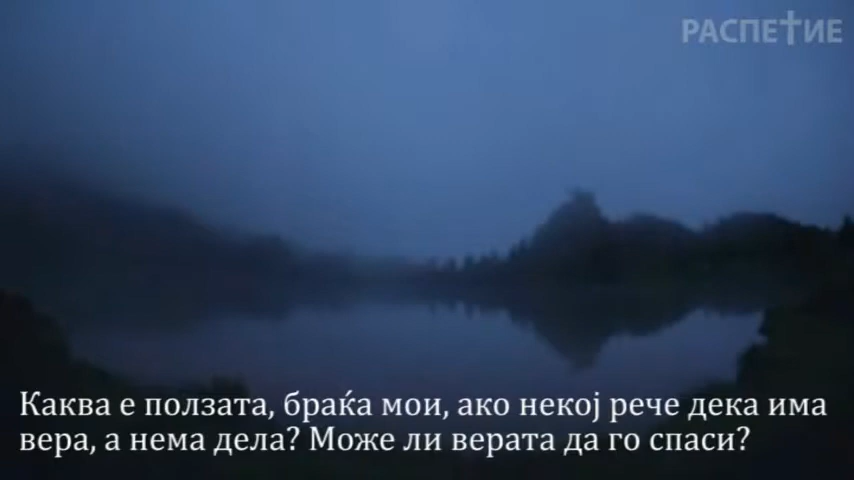 РАСПЕТИЕ
Каква е ползата, браќа мои, ако некој рече дека има
вера, а нема дела? Може ли верата да го спаси?